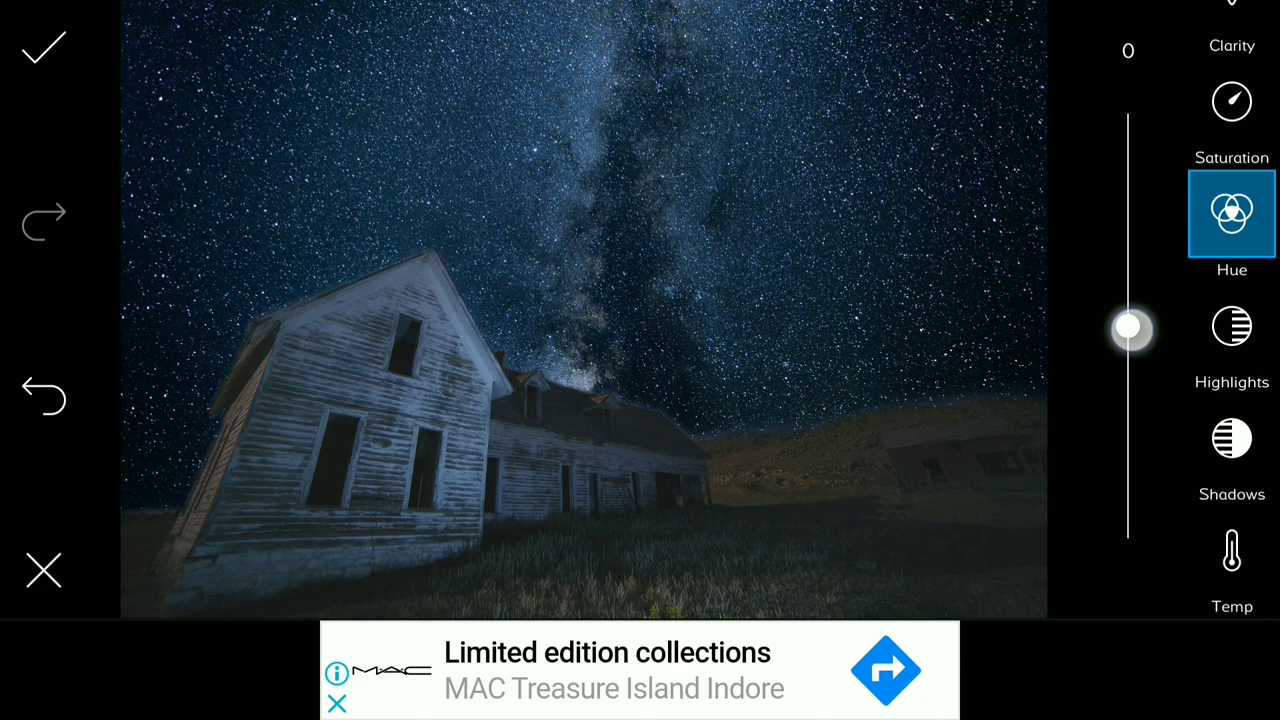 0
Clarity
Saturation
Hue
Highlights
Shadows
Temp
MAC
Limited edition collections
MAC Treasure Island Indore